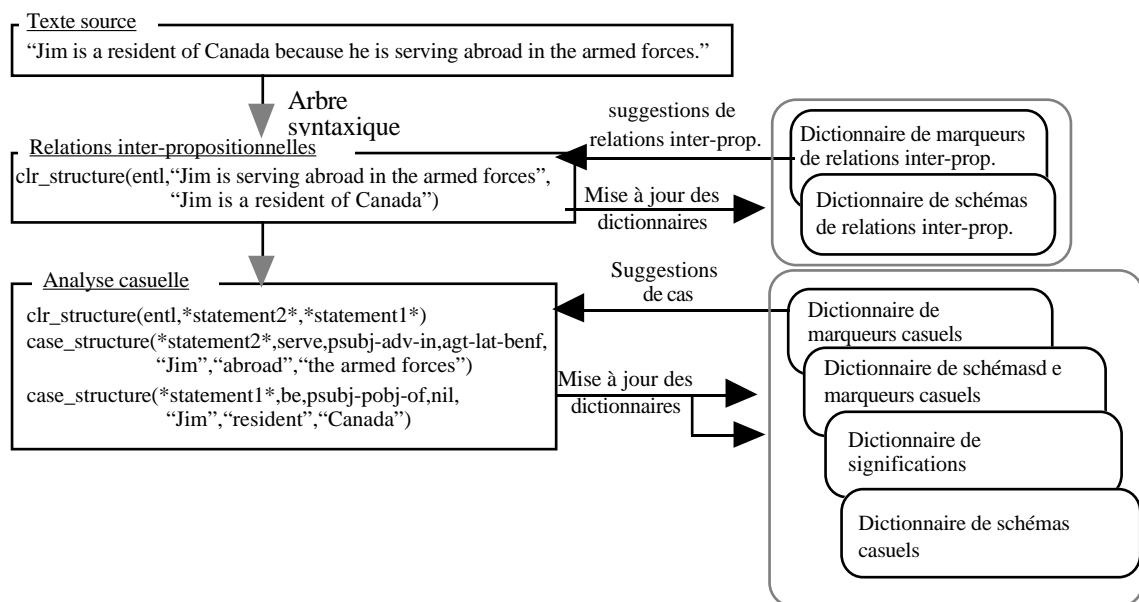 Texte source
“Jim is a resident of Canada because he is serving abroad in the armed forces.”
Arbre
syntaxique
Relations inter-propositionnelles
clr_structure(entl,“Jim is serving abroad in the armed forces”,
“Jim is a resident of Canada”)
suggestions de
relations inter-prop.
Mise à jour des
dictionnaires
Dictionnaire de marqueurs
de relations inter-prop.
Dictionnaire de schémas
de relations inter-prop.
Analyse casuelle
clr_structure(entl,*statement2*,*statement1*)
case_structure(*statement2*,serve,psubj-adv-in,agt-lat-benf,
“Jim”,“abroad”,“the armed forces”)
case_structure(*statement1*,be,psubj-pobj-of,nil,
“Jim”,“resident”,“Canada”)
Suggestions
de cas
Mise à jour des
dictionnaires
Dictionnaire de
marqueurs casuels
Dictionnaire de schémasd e
marqueurs casuels
Dictionnaire de
significations
Dictionnaire de schémas
casuels